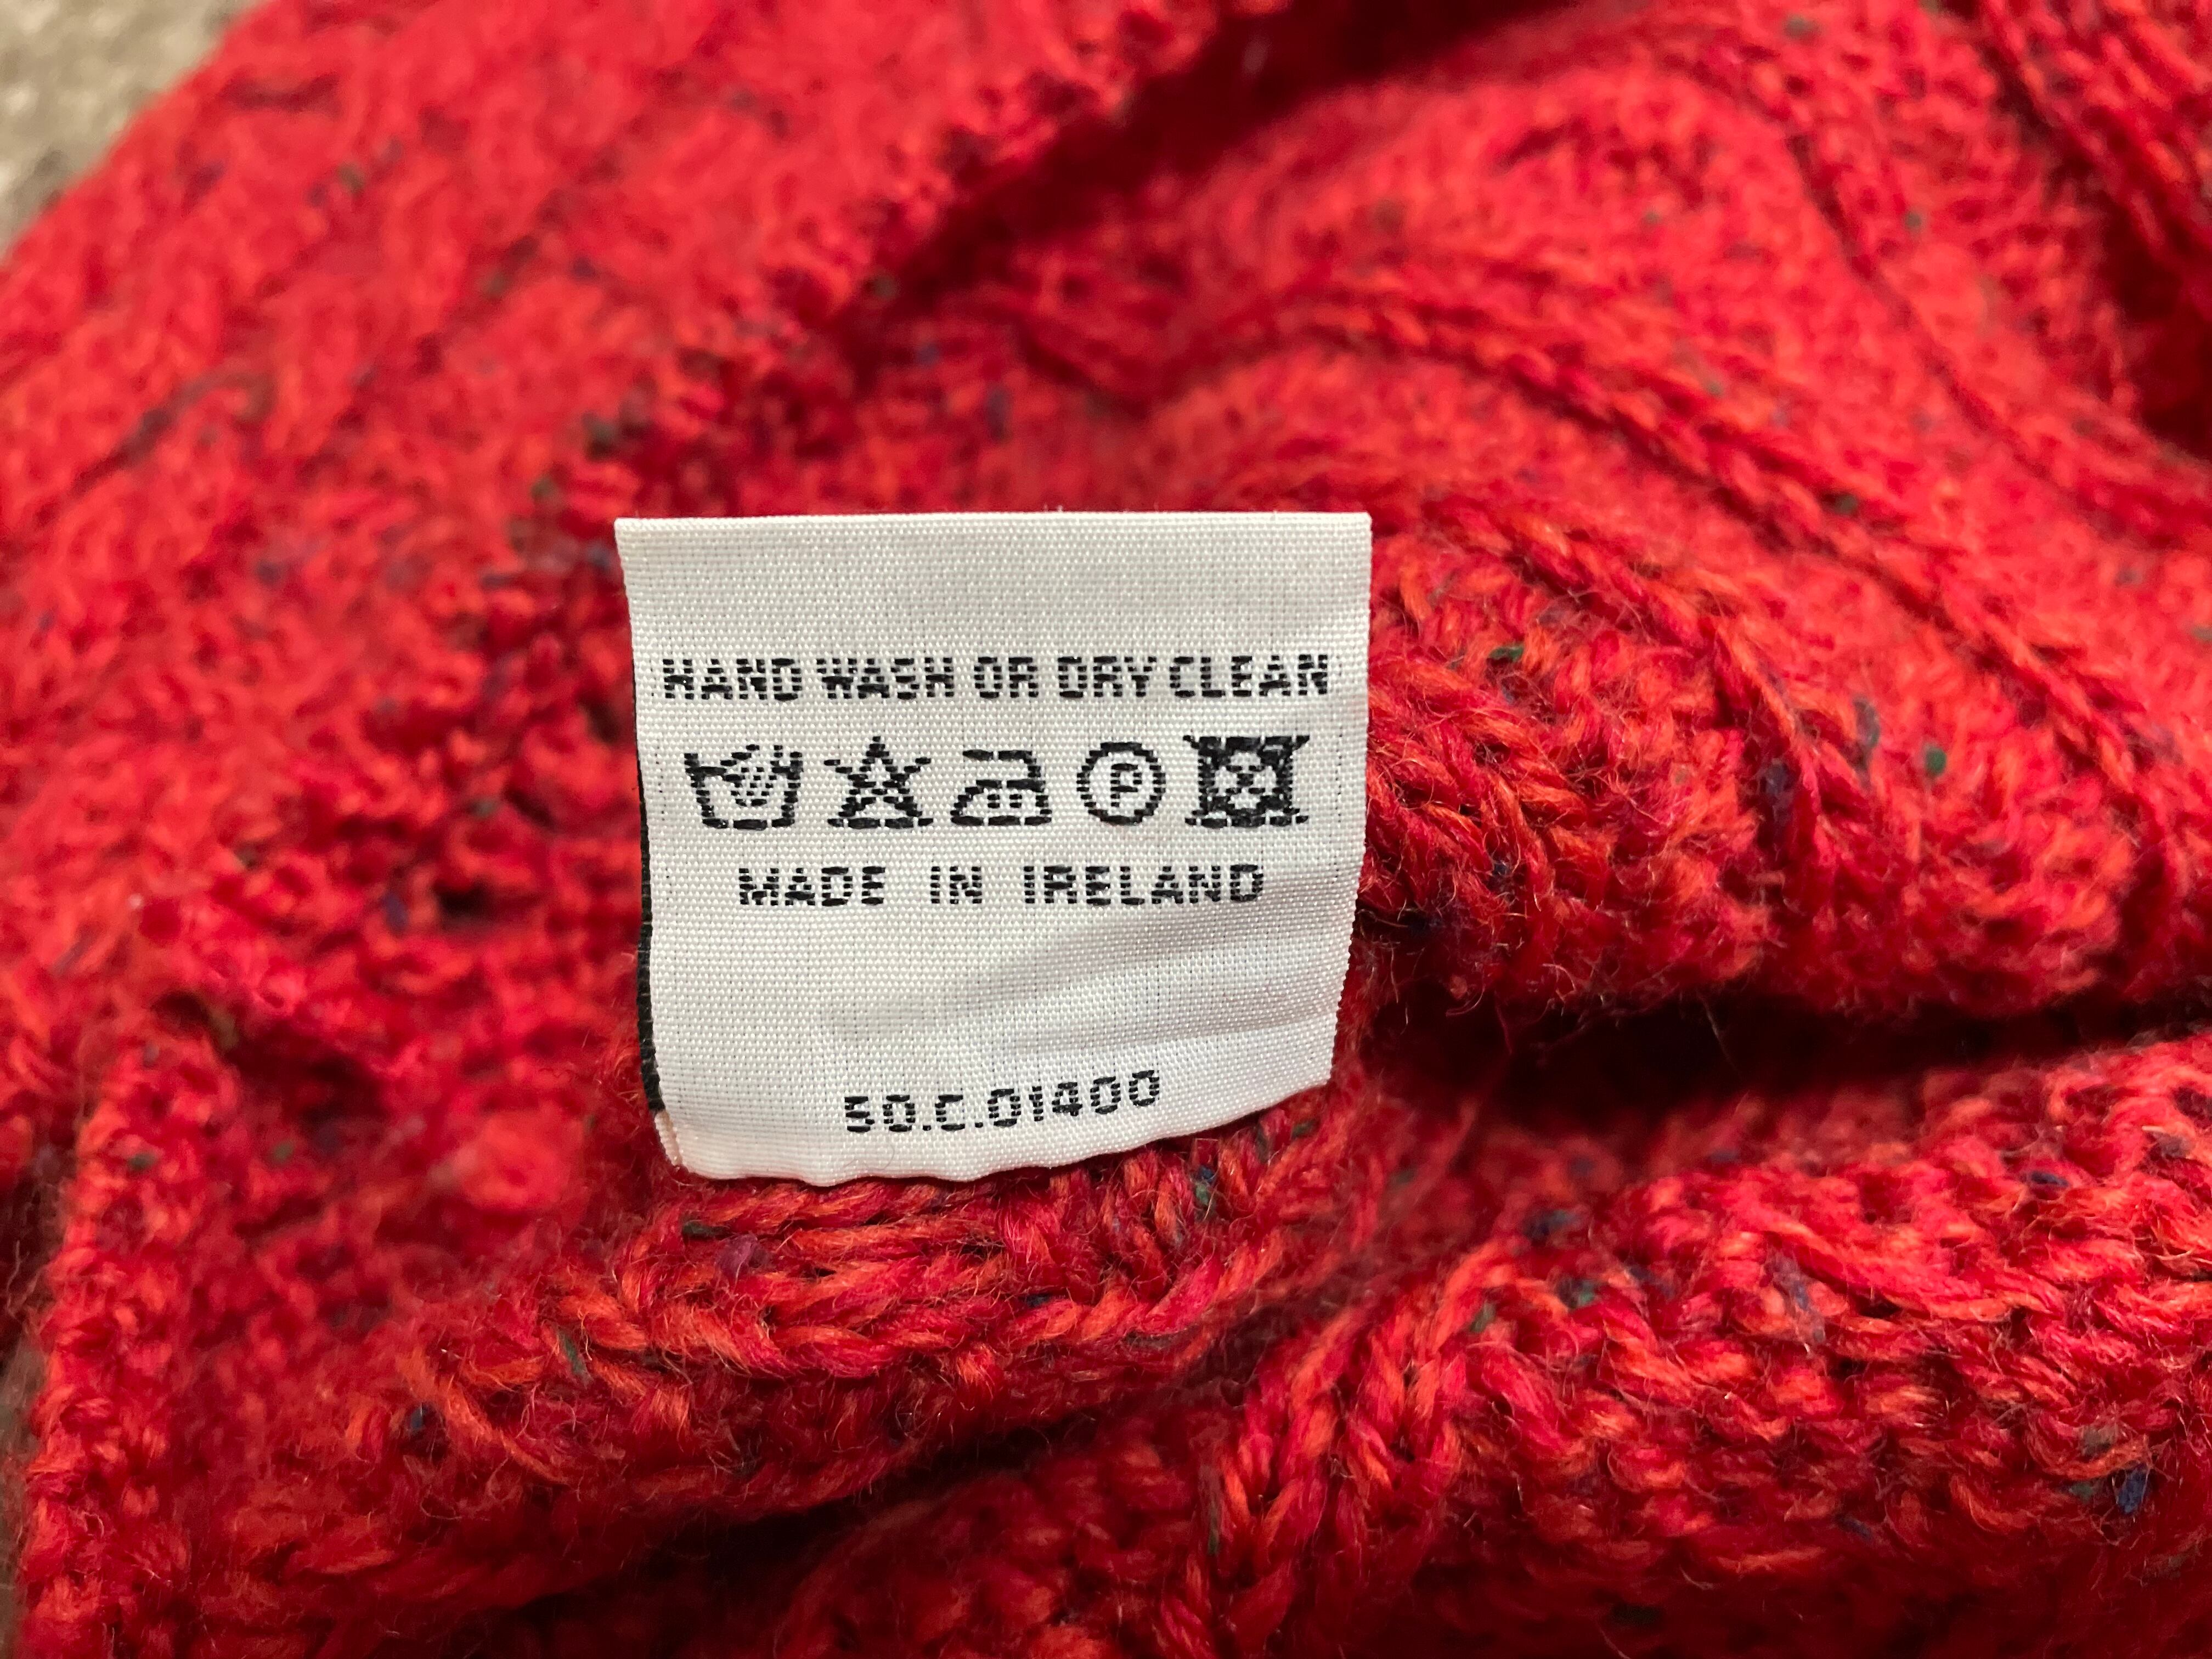 HAND WASH OR DRY CLEAN
P
MADE IN IRELAND
50.C.01400